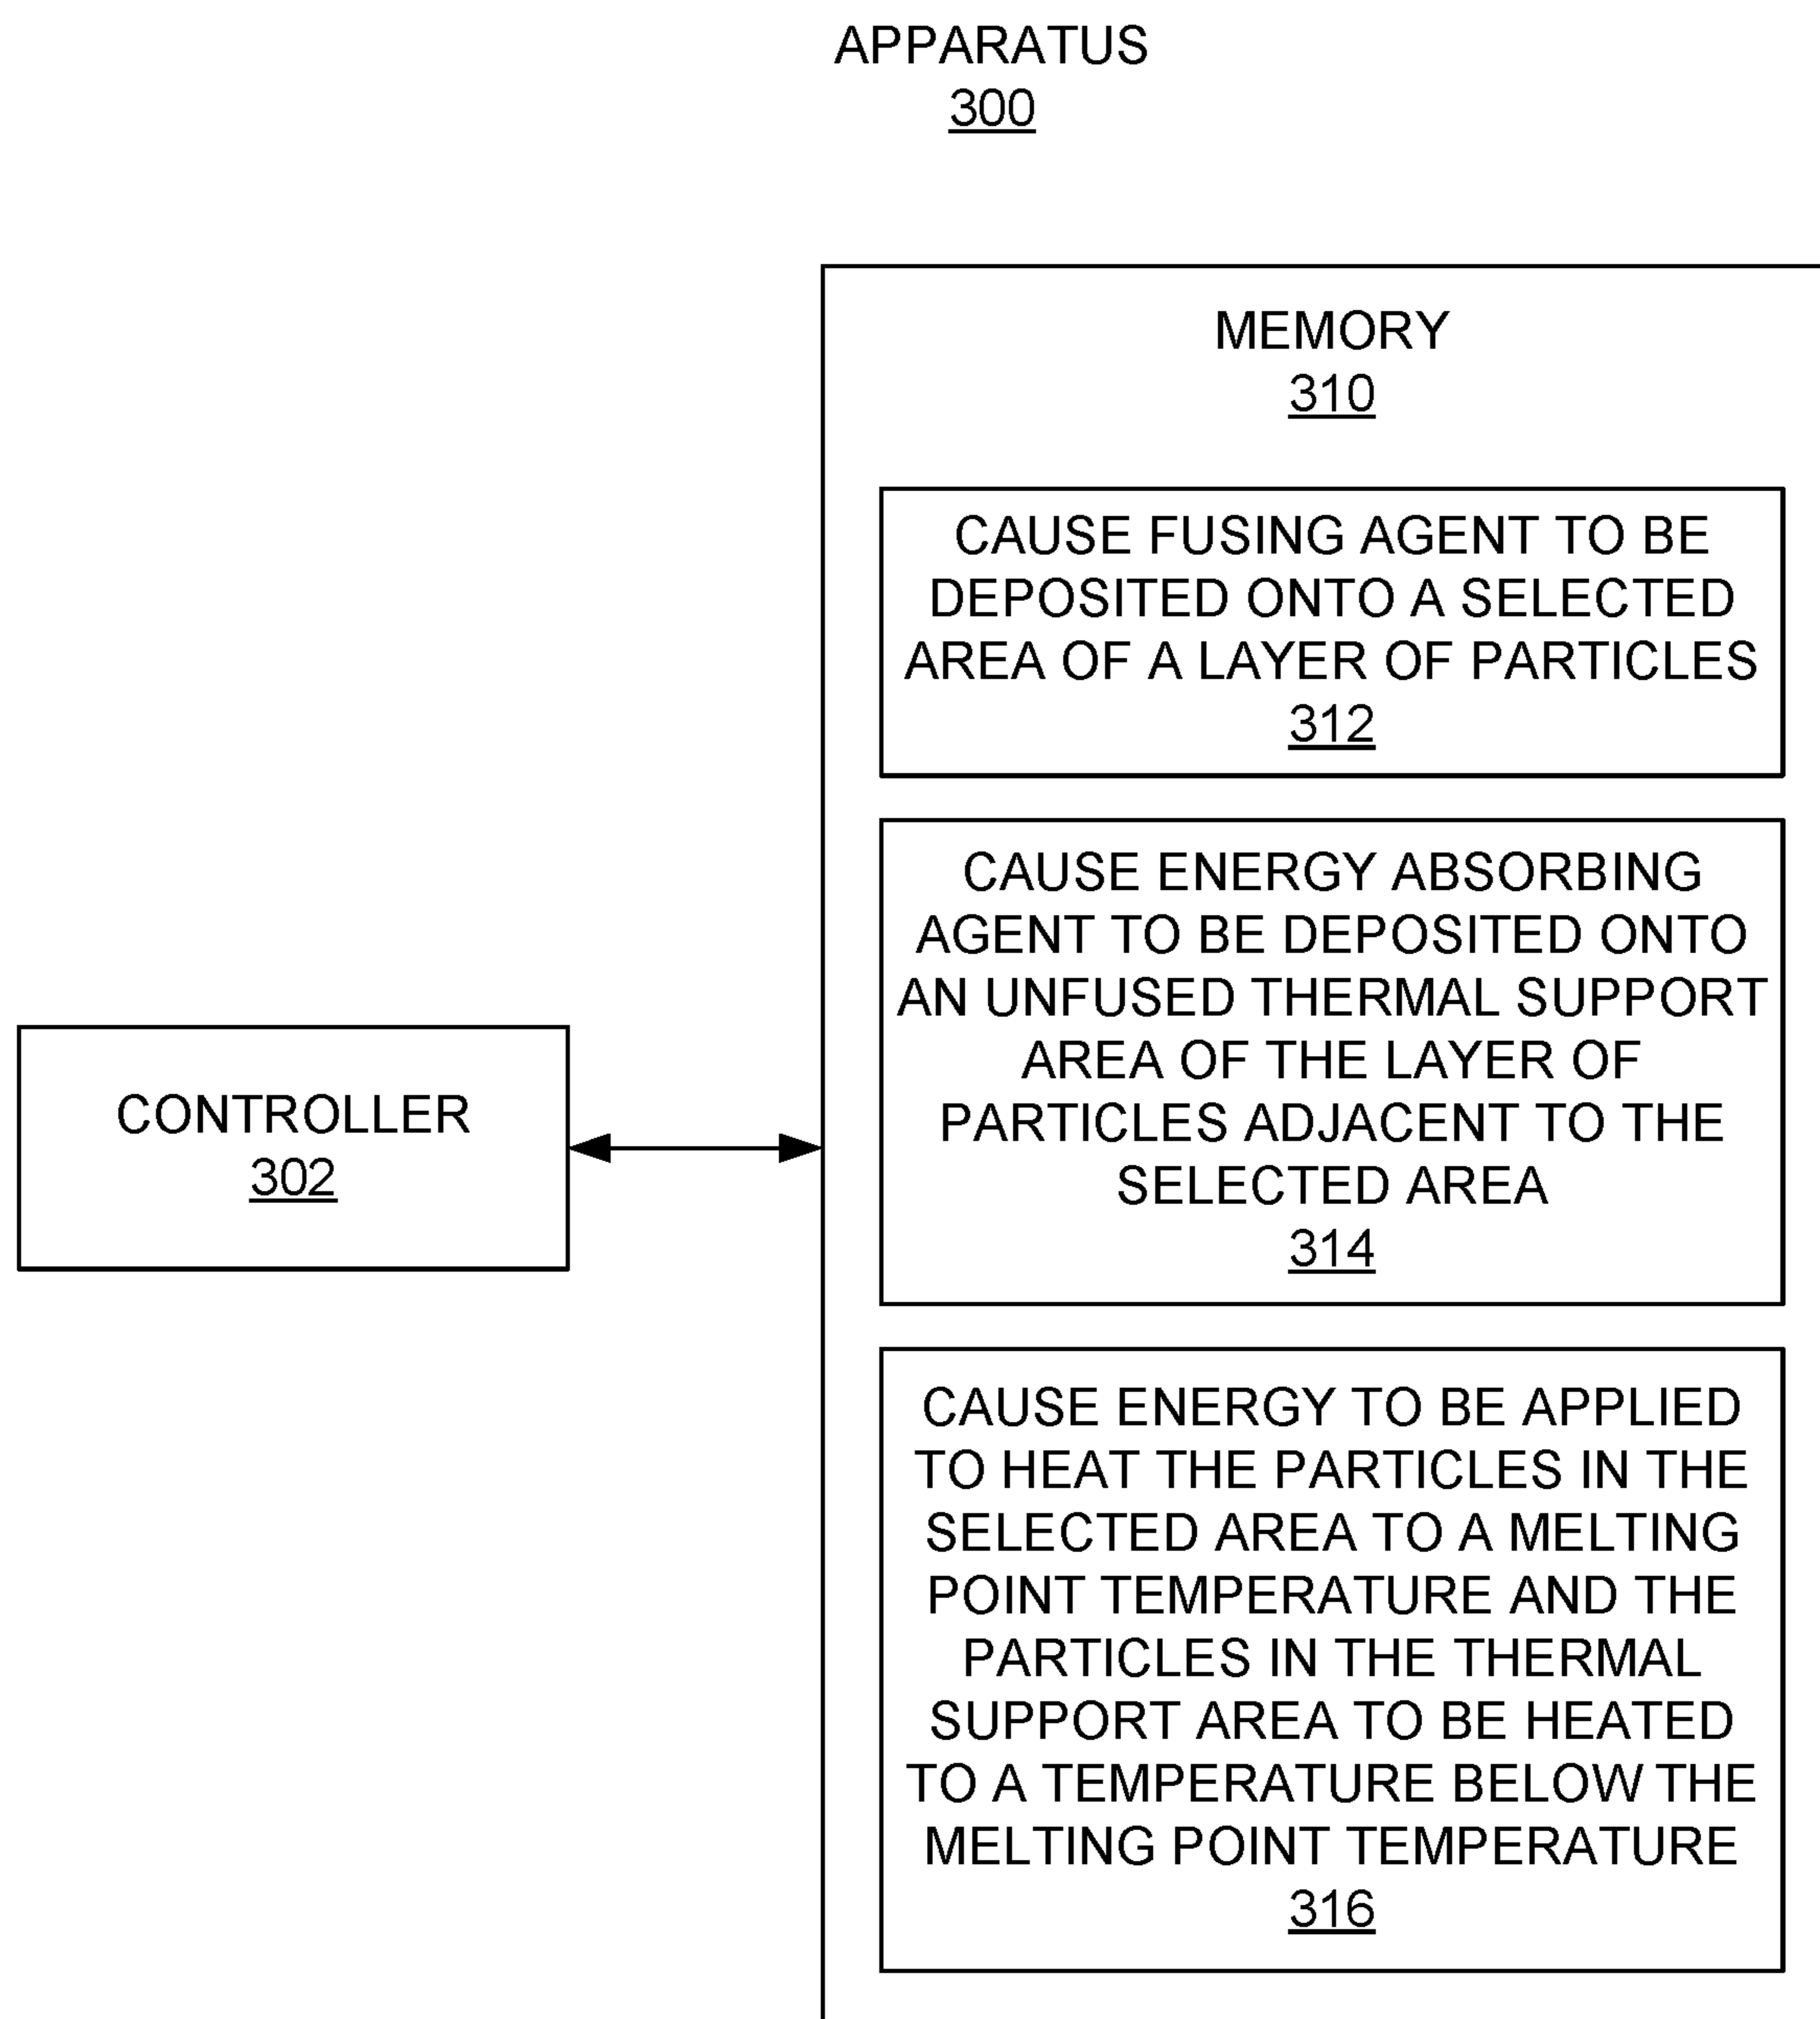 APPARATUS
300
MEMORY
310
CAUSE FUSING AGENT TO BE
DEPOSITED ONTO A SELECTED
AREA OF A LAYER OF PARTICLES
312
CAUSE ENERGY ABSORBING
AGENT TO BE DEPOSITED ONTO
AN UNFUSED THERMAL SUPPORT
AREA OF THE LAYER OF
PARTICLES ADJACENT TO THE
SELECTED AREA
314
CONTROLLER
302
CAUSE ENERGY TO BE APPLIED
TO HEAT THE PARTICLES IN THE
SELECTED AREA TO A MELTING
POINT TEMPERATURE AND THE
PARTICLES IN THE THERMAL
SUPPORT AREA TO BE HEATED
TO A TEMPERATURE BELOW THE
MELTING POINT TEMPERATURE
316